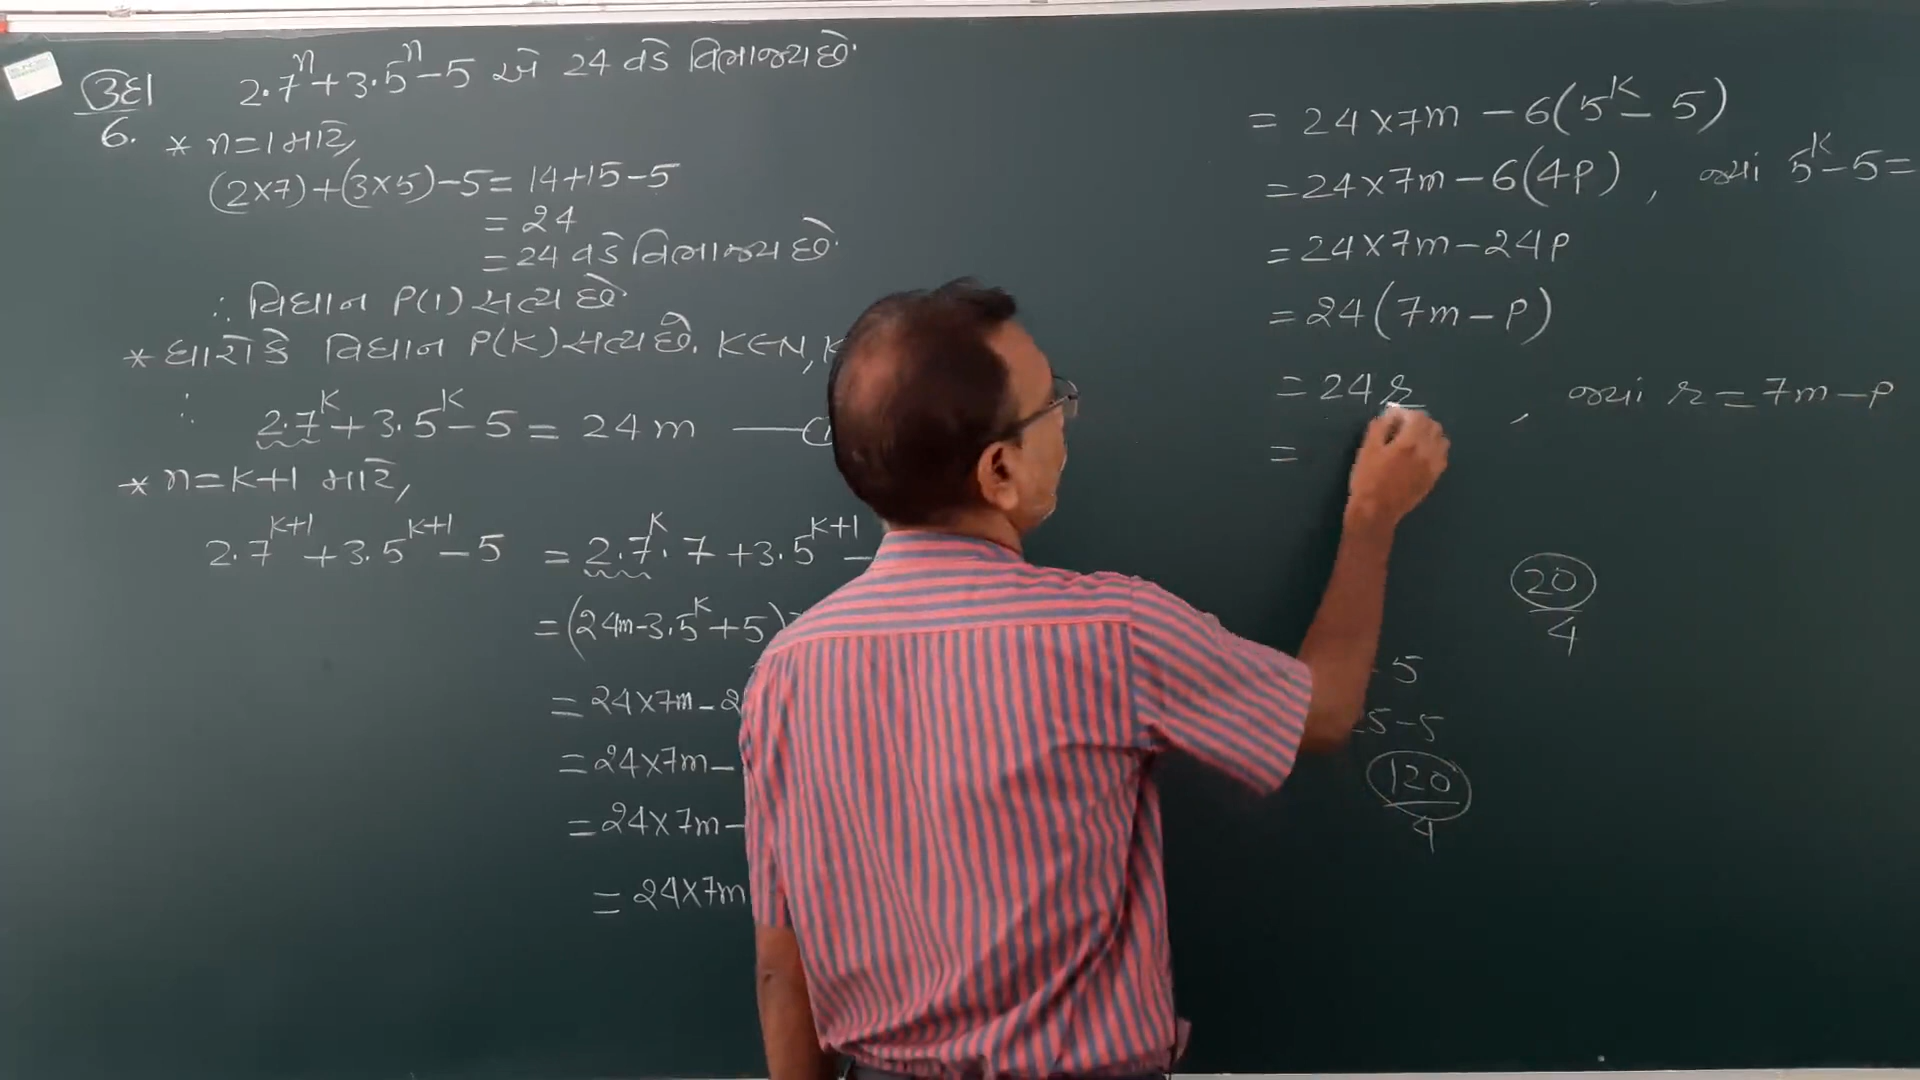 ઉદા 6. 2.7^n + 3.5^n - 5 એ 24 વડે વિભાજ્ય છે.
* n = 1 માટે,
(2×7) + (3×5) - 5 = 14 + 15 - 5
= 24
= 24 વડે વિભાજ્ય છે.
∴ વિધાન P(1) સત્ય છે.
* ધારો કે વિધાન P(K) સત્ય છે. K∈N,
∴ 2.7^K + 3.5^K - 5 = 24m —
* n = K+1 માટે,
2.7^{K+1} + 3.5^{K+1} - 5 = 2.7^K.7 + 3.5^{K+1} -
= (24m - 3.5^K + 5)
= 24×7m - 2
= 24×7m -
= 24×7m -
= 24×7m
= 24×7m - 6(5^K - 5)
= 24×7m - 6(4P), જ્યાં 5^K - 5 =
= 24×7m - 24P
= 24(7m - P)
= 24r, જ્યાં r = 7m - P
=
20/4
- 5
5 - 5
120/4